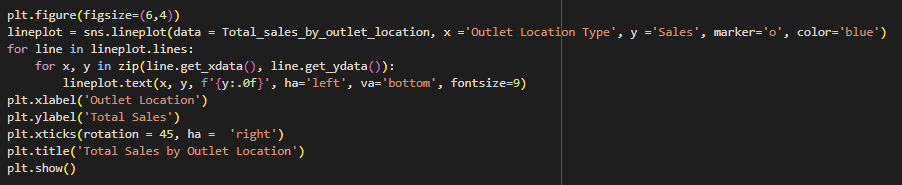 plt.figure(figsize=(6,4))
lineplot = sns.lineplot(data = Total_sales_by_outlet_location, x ='Outlet Location Type', y ='Sales', marker='o', color='blue')
for line in lineplot.lines:
    for x, y in zip(line.get_xdata(), line.get_ydata()):
        lineplot.text(x, y, f'{y:.0f}', ha='left', va='bottom', fontsize=9)
plt.xlabel('Outlet Location')
plt.ylabel('Total Sales')
plt.xticks(rotation = 45, ha =  'right')
plt.title('Total Sales by Outlet Location')
plt.show()